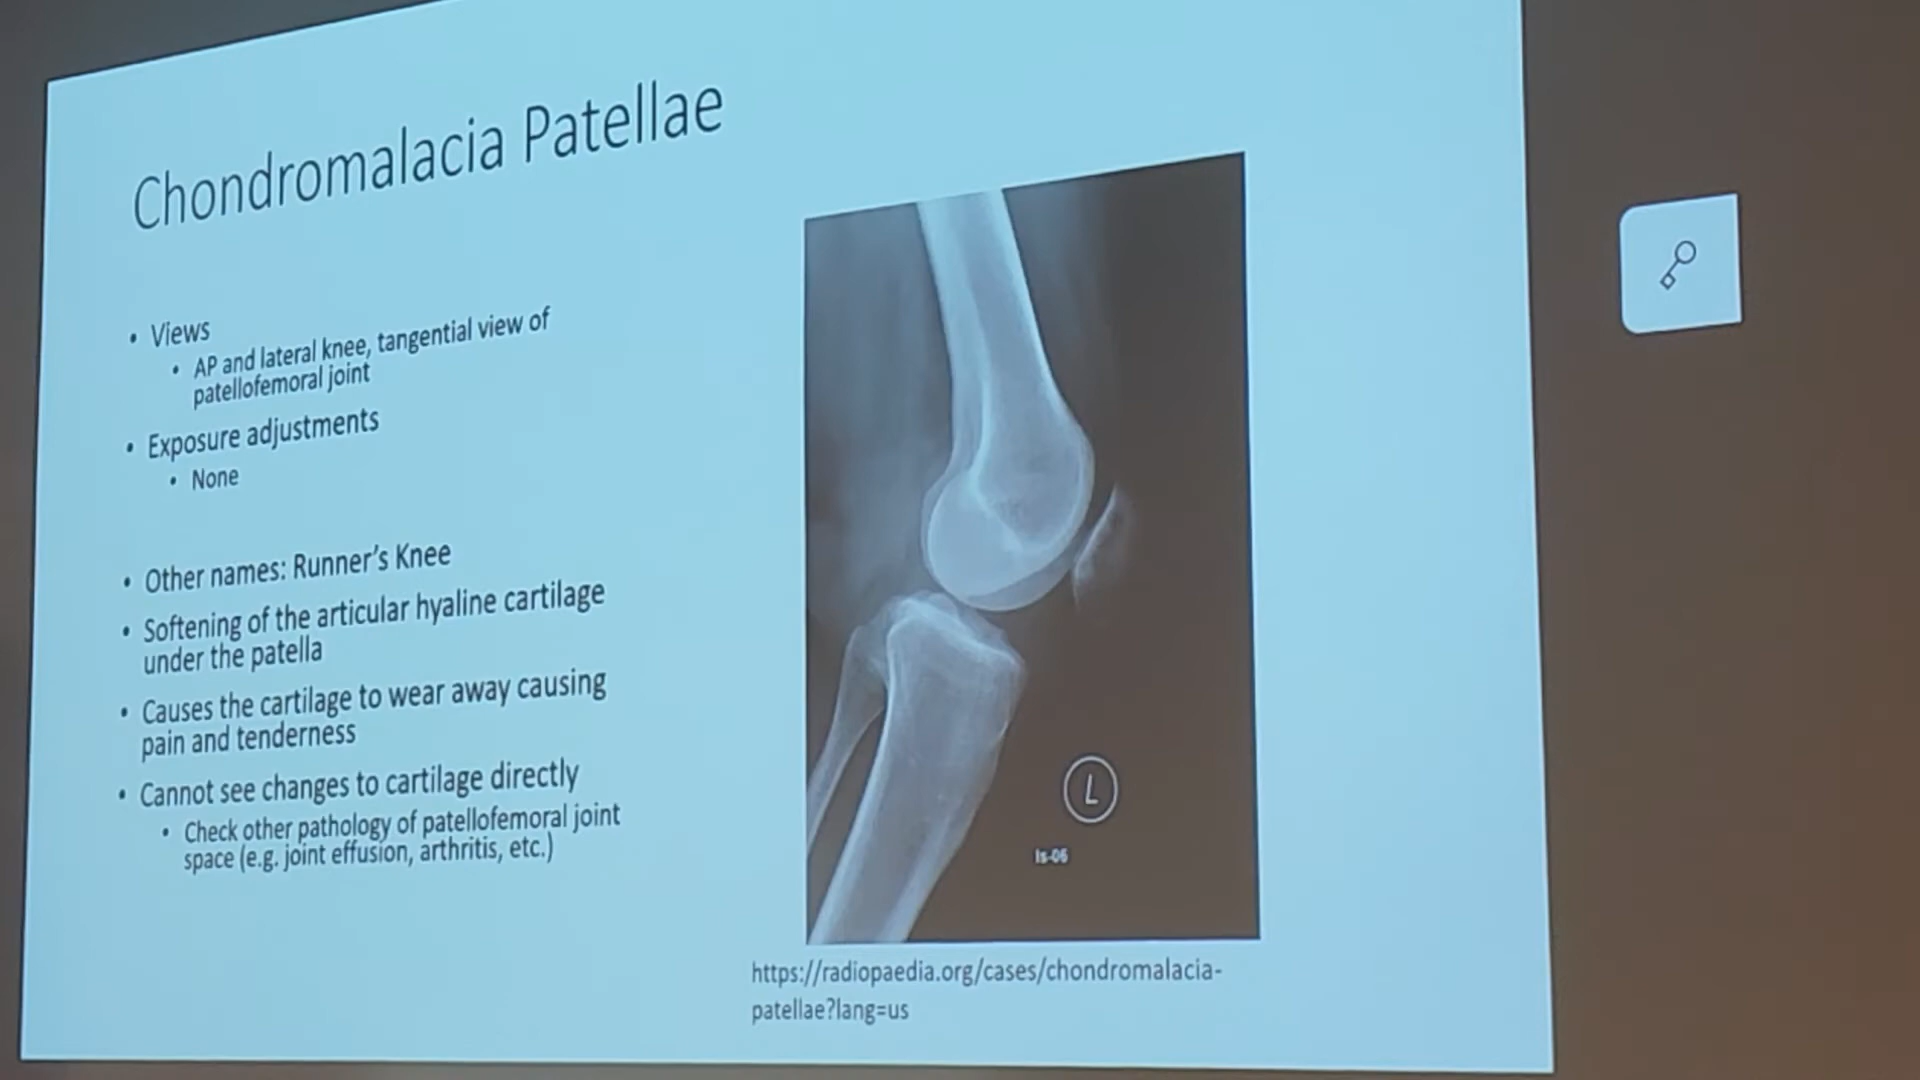 Chondromalacia Patellae
• Views
• AP and lateral knee, tangential view of
patellofemoral joint
• Exposure adjustments
• None
• Other names: Runner's Knee
• Softening of the articular hyaline cartilage
under the patella
• Causes the cartilage to wear away causing
pain and tenderness
• Cannot see changes to cartilage directly
• Check other pathology of patellofemoral joint
space (e.g. joint effusion, arthritis, etc.)
L
ls-06
https://radiopaedia.org/cases/chondromalacia-
patellae?lang=us